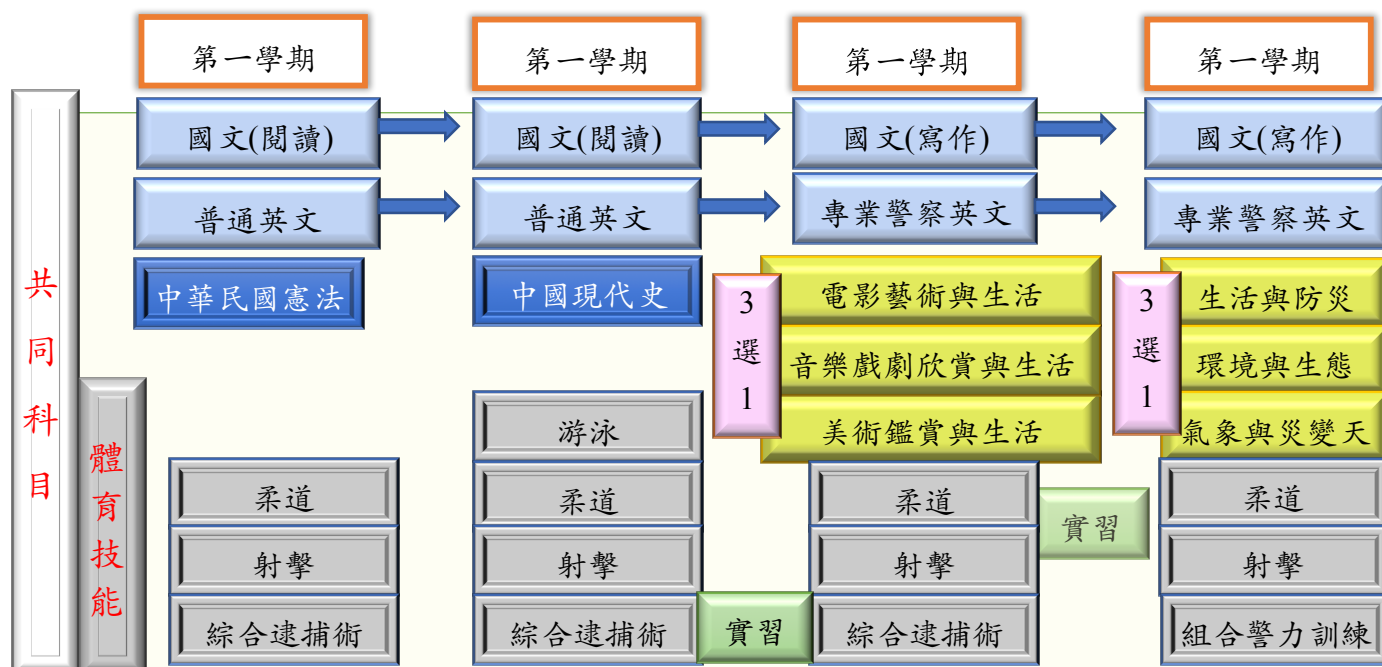 第一學期
第一學期
第一學期
第一學期
國文(閱讀)
國文(閱讀)
國文(寫作)
國文(寫作)
普通英文
普通英文
專業警察英文
專業警察英文
共同科目
中華民國憲法
中國現代史
3選1
電影藝術與生活
音樂戲劇欣賞與生活
美術鑑賞與生活
3選1
生活與防災
環境與生態
氣象與災變天
體育技能
游泳
柔道
柔道
柔道
實習
柔道
射擊
射擊
射擊
射擊
綜合逮捕術
綜合逮捕術
實習
綜合逮捕術
組合警力訓練